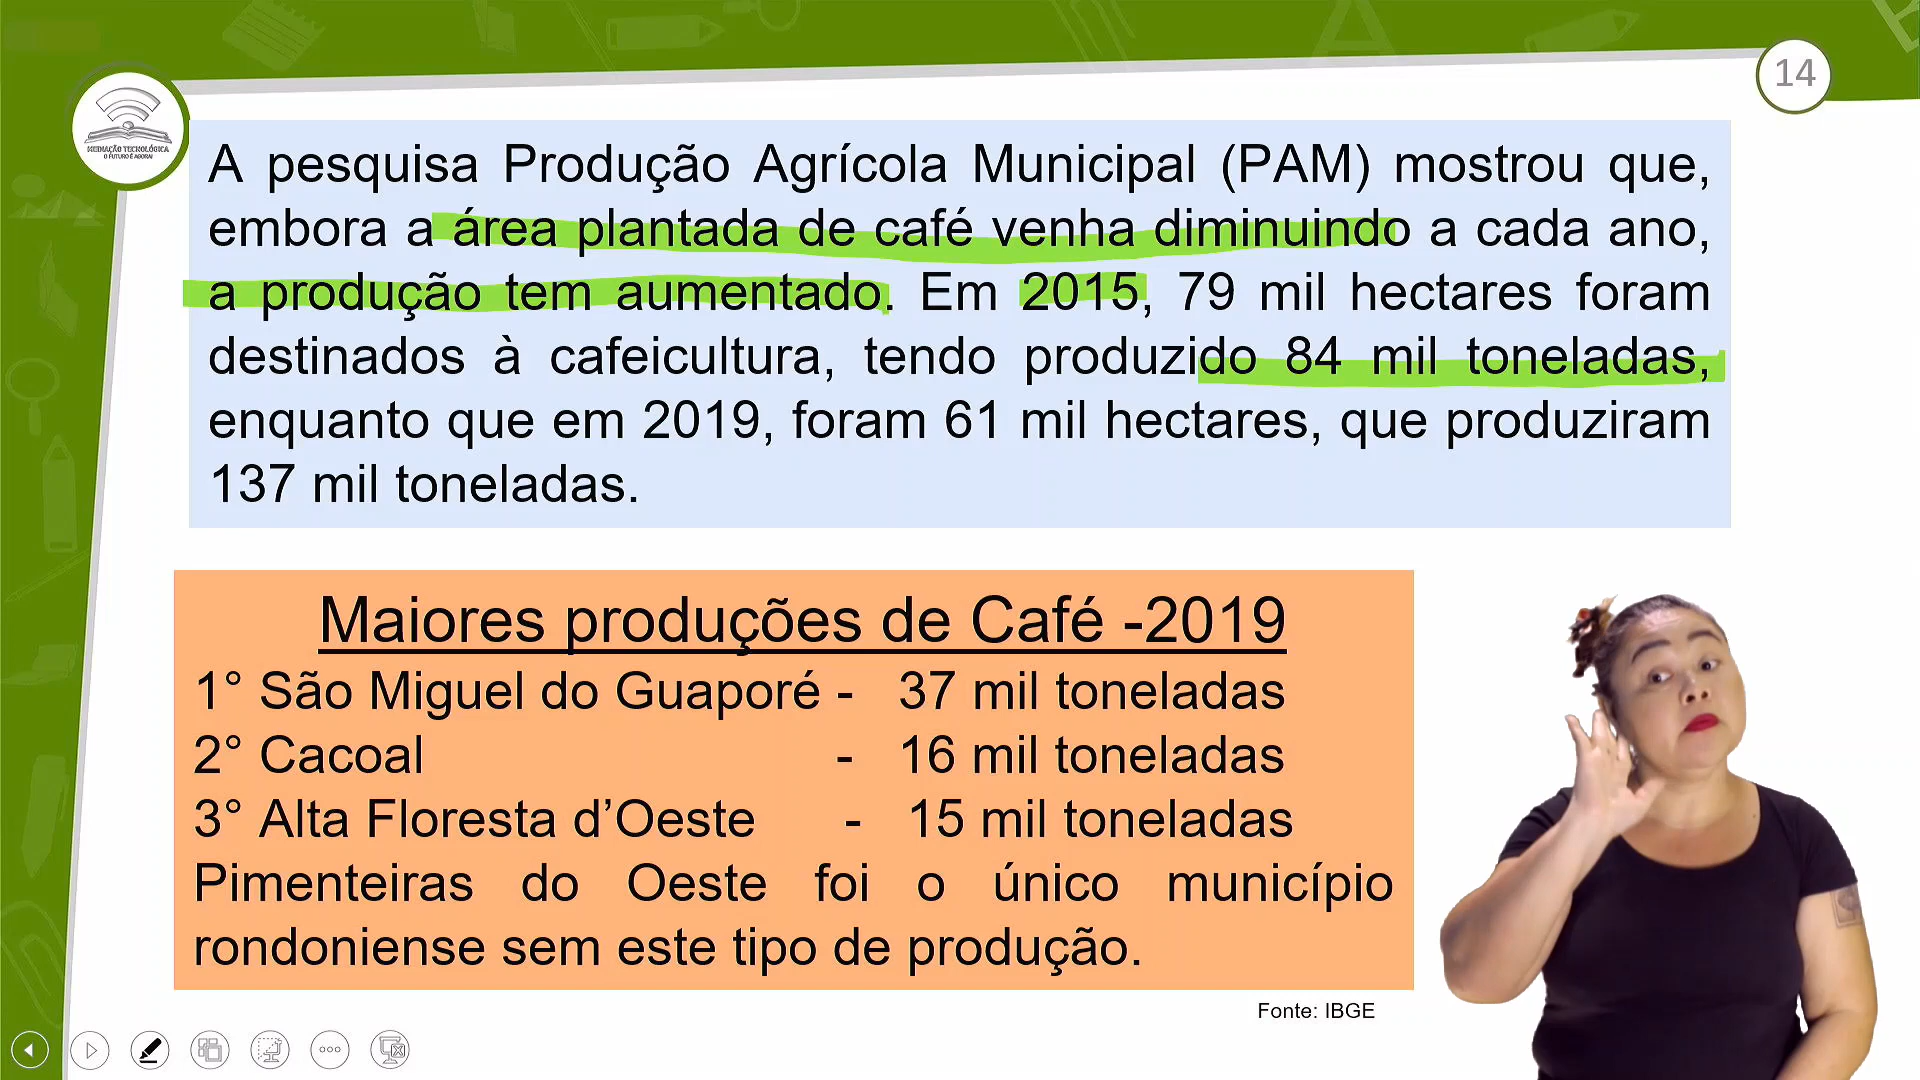 14
MEDIAÇÃO TECNOLÓGICA
O FUTURO É AGORA!
A pesquisa Produção Agrícola Municipal (PAM) mostrou que,
embora a área plantada de café venha diminuindo a cada ano,
a produção tem aumentado. Em 2015, 79 mil hectares foram
destinados à cafeicultura, tendo produzido 84 mil toneladas,
enquanto que em 2019, foram 61 mil hectares, que produziram
137 mil toneladas.
Maiores produções de Café -2019
1° São Miguel do Guaporé - 37 mil toneladas
2° Cacoal - 16 mil toneladas
3° Alta Floresta d’Oeste - 15 mil toneladas
Pimenteiras do Oeste foi o único município
rondoniense sem este tipo de produção.
Fonte: IBGE